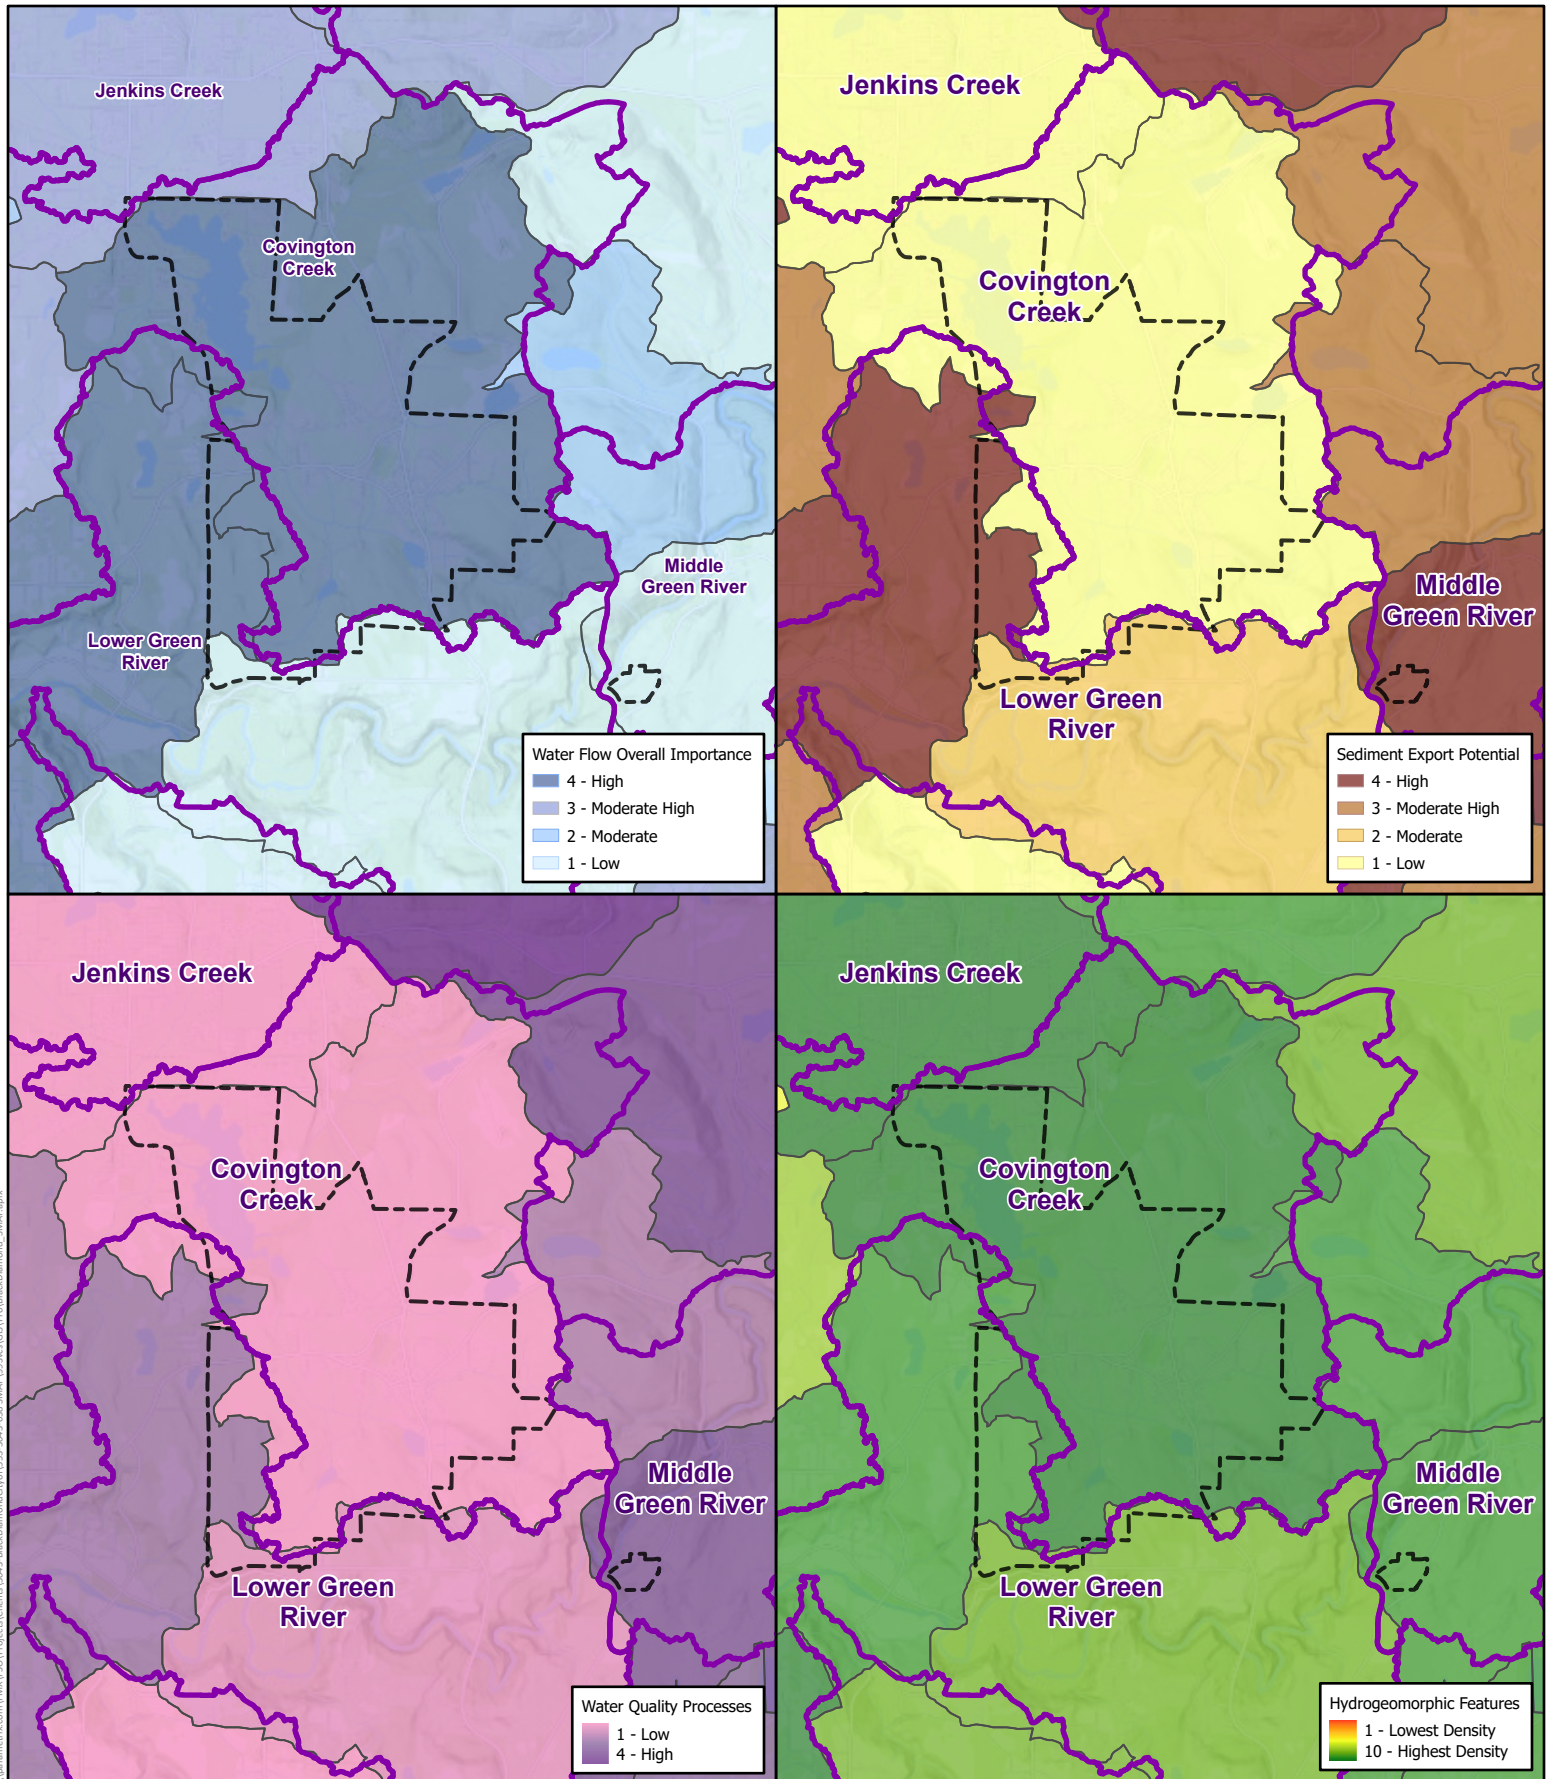 Jenkins Creek
Covington
Creek
Middle
Green River
Lower Green
River
Water Flow Overall Importance
4 - High
3 - Moderate High
2 - Moderate
1 - Low
Jenkins Creek
Covington
Creek
Middle
Green River
Lower Green
River
Sediment Export Potential
4 - High
3 - Moderate High
2 - Moderate
1 - Low
Jenkins Creek
Covington
Creek
Middle
Green River
Lower Green
River
Water Quality Processes
1 - Low
4 - High
Jenkins Creek
Covington
Creek
Middle
Green River
Lower Green
River
Hydrogeomorphic Features
1 - Lowest Density
10 - Highest Density